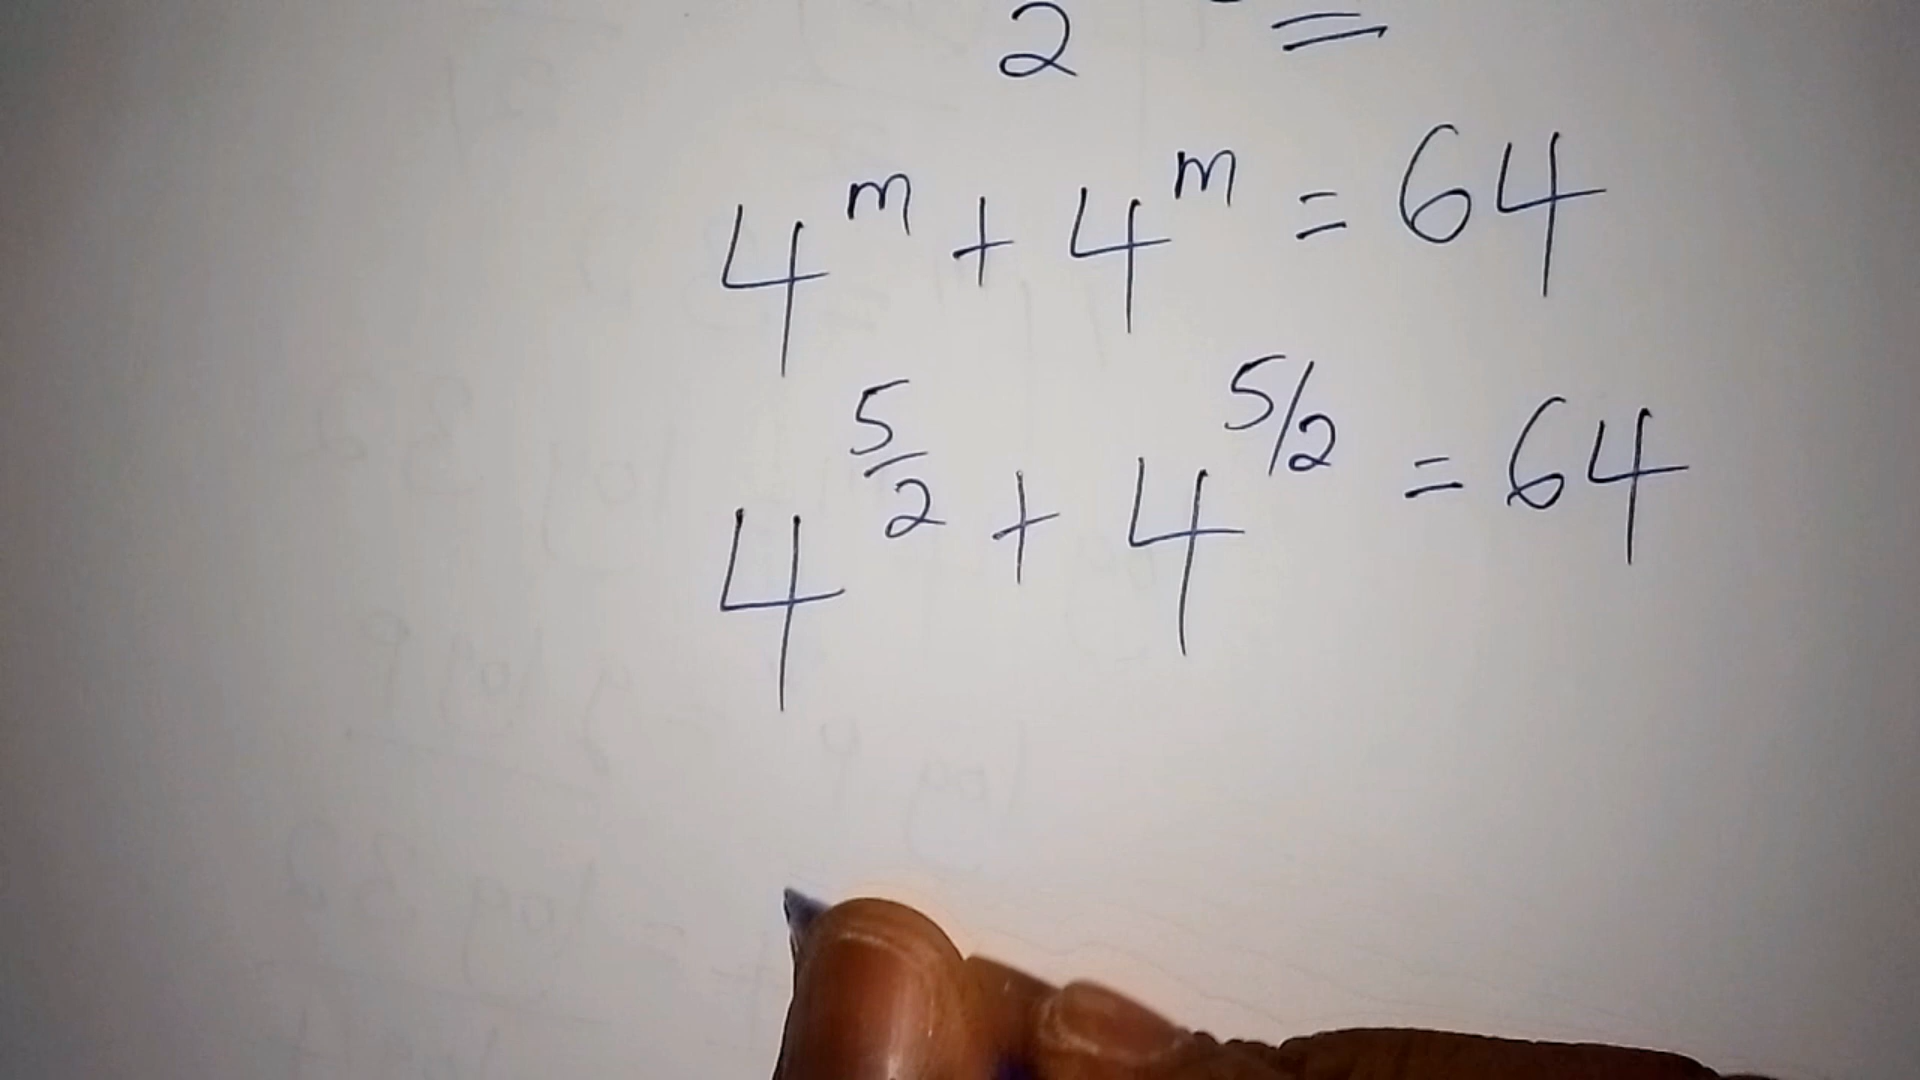 2 =
4^m + 4^m = 64
4^5/2 + 4^5/2 = 64